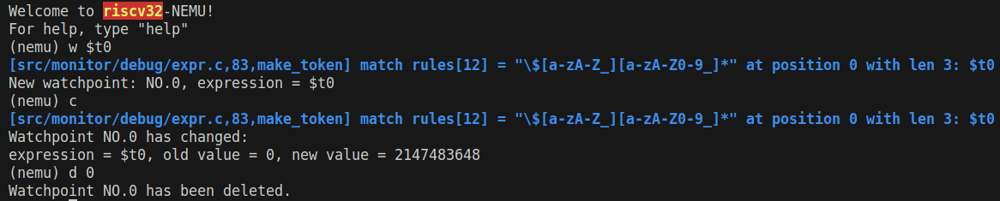 Welcome to riscv32-NEMU!
For help, type "help"
(nemu) w $t0
[src/monitor/debug/expr.c,83,make_token] match rules[12] = "\$[a-zA-Z_][a-zA-Z0-9_]*" at position 0 with len 3: $t0
New watchpoint: NO.0, expression = $t0
(nemu) c
[src/monitor/debug/expr.c,83,make_token] match rules[12] = "\$[a-zA-Z_][a-zA-Z0-9_]*" at position 0 with len 3: $t0
Watchpoint NO.0 has changed:
expression = $t0, old value = 0, new value = 2147483648
(nemu) d 0
Watchpoint NO.0 has been deleted.